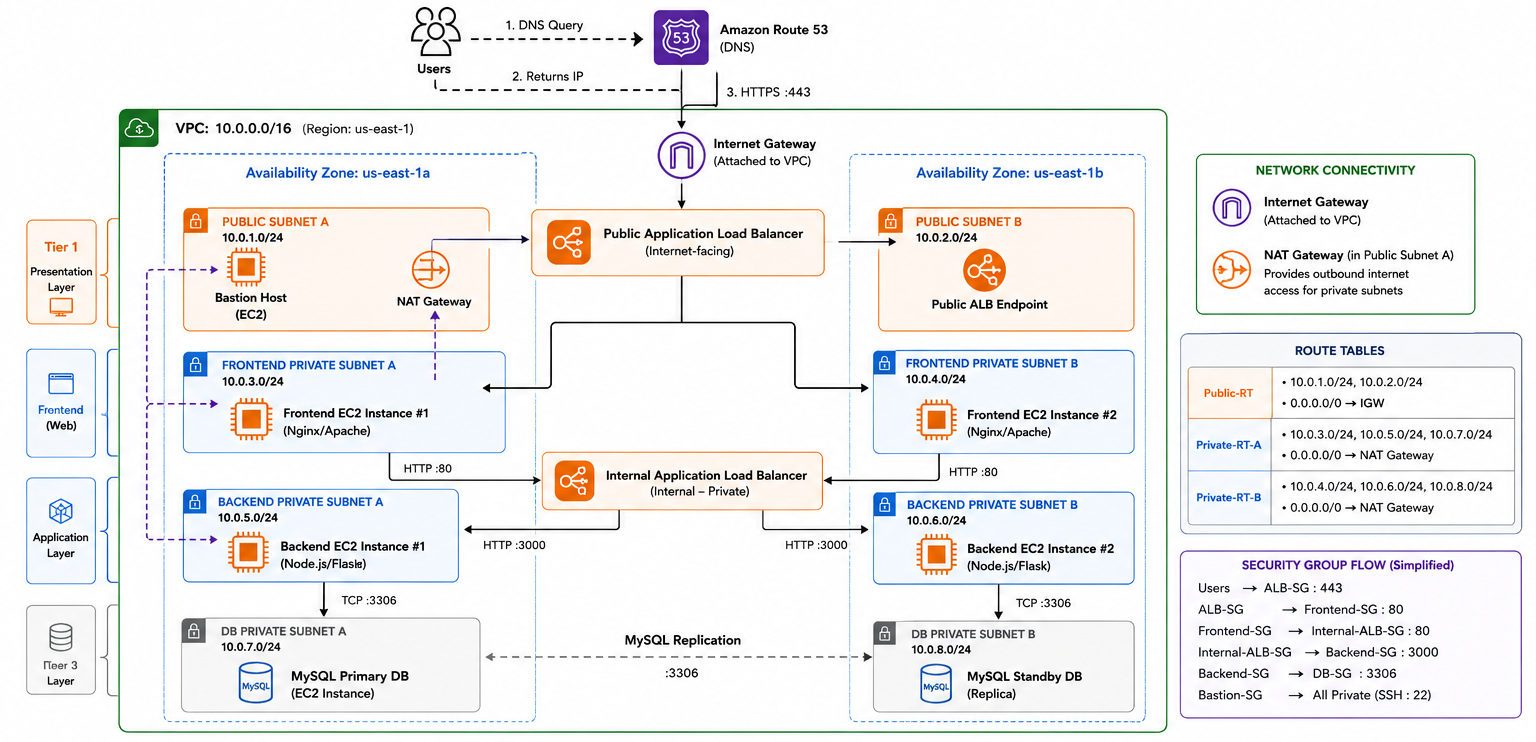 1. DNS Query
53
Amazon Route 53
(DNS)
Users
2. Returns IP
3. HTTPS :443
VPC: 10.0.0.0/16 (Region: us-east-1)
Internet Gateway
(Attached to VPC)
Availability Zone: us-east-1a
Availability Zone: us-east-1b
Tier 1
Presentation
Layer
PUBLIC SUBNET A
10.0.1.0/24
Bastion Host
(EC2)
NAT Gateway
Public Application Load Balancer
(Internet-facing)
PUBLIC SUBNET B
10.0.2.0/24
Public ALB Endpoint
Frontend
(Web)
FRONTEND PRIVATE SUBNET A
10.0.3.0/24
Frontend EC2 Instance #1
(Nginx/Apache)
FRONTEND PRIVATE SUBNET B
10.0.4.0/24
Frontend EC2 Instance #2
(Nginx/Apache)
HTTP :80
Internal Application Load Balancer
(Internal – Private)
HTTP :80
Application
Layer
BACKEND PRIVATE SUBNET A
10.0.5.0/24
Backend EC2 Instance #1
(Node.js/Flask)
HTTP :3000
HTTP :3000
BACKEND PRIVATE SUBNET B
10.0.6.0/24
Backend EC2 Instance #2
(Node.js/Flask)
TCP :3306
TCP :3306
3
Layer
DB PRIVATE SUBNET A
10.0.7.0/24
MySQL
MySQL Primary DB
(EC2 Instance)
MySQL Replication
:3306
DB PRIVATE SUBNET B
10.0.8.0/24
MySQL
MySQL Standby DB
(Replica)
NETWORK CONNECTIVITY
Internet Gateway
(Attached to VPC)
NAT Gateway (in Public Subnet A)
Provides outbound internet
access for private subnets
ROUTE TABLES
Public-RT
• 10.0.1.0/24, 10.0.2.0/24
• 0.0.0.0/0 → IGW
Private-RT-A
• 10.0.3.0/24, 10.0.5.0/24, 10.0.7.0/24
• 0.0.0.0/0 → NAT Gateway
Private-RT-B
• 10.0.4.0/24, 10.0.6.0/24, 10.0.8.0/24
• 0.0.0.0/0 → NAT Gateway
SECURITY GROUP FLOW (Simplified)
Users → ALB-SG : 443
ALB-SG → Frontend-SG : 80
Frontend-SG → Internal-ALB-SG : 80
Internal-ALB-SG → Backend-SG : 3000
Backend-SG → DB-SG : 3306
Bastion-SG → All Private (SSH : 22)